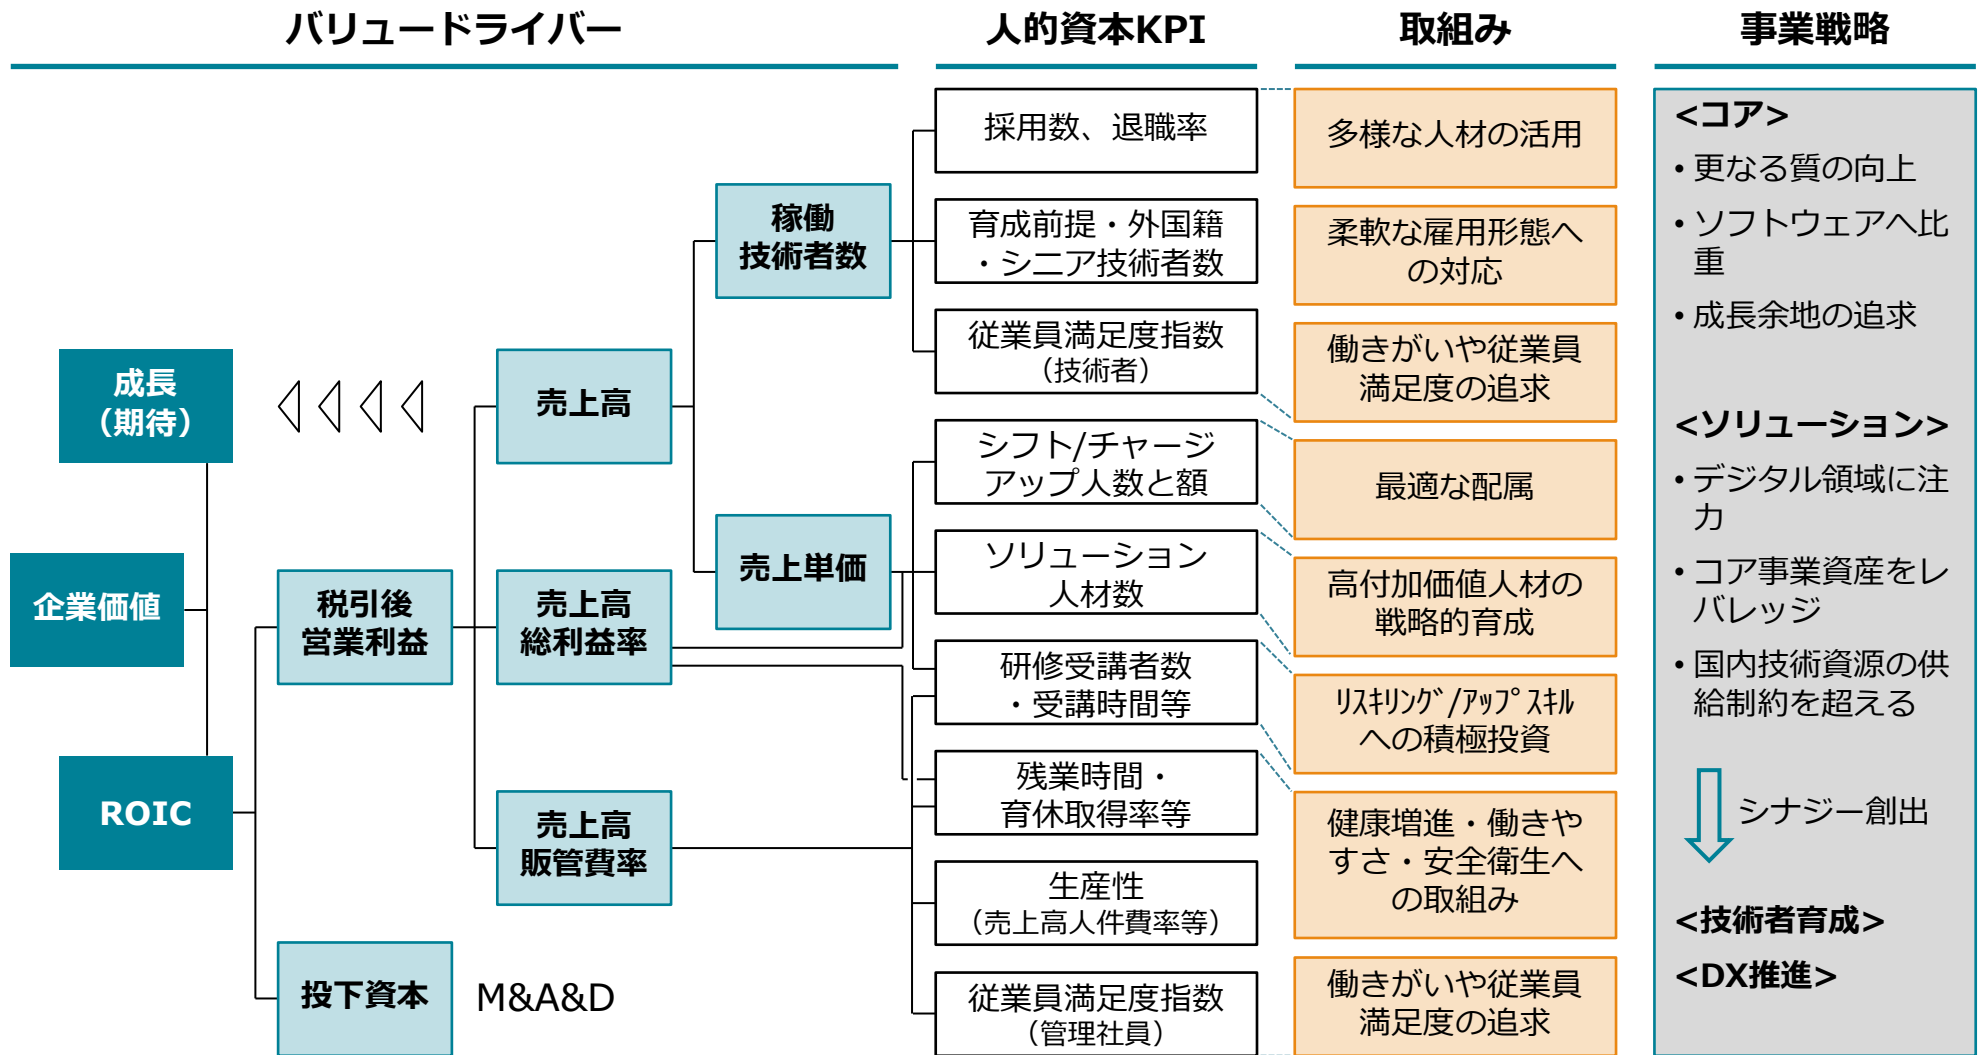 バリュードライバー
人的資本KPI
取組み
事業戦略
企業価値
成長
（期待）
ROIC
税引後
営業利益
投下資本
M&A&D
売上高
売上高
総利益率
売上高
販管費率
稼働
技術者数
売上単価
採用数、退職率
育成前提・外国籍
・シニア技術者数
従業員満足度指数
（技術者）
シフト/チャージ
アップ人数と額
ソリューション
人材数
研修受講者数
・受講時間等
残業時間・
育休取得率等
生産性
（売上高人件費率等）
従業員満足度指数
（管理社員）
多様な人材の活用
柔軟な雇用形態へ
の対応
働きがいや従業員
満足度の追求
最適な配属
高付加価値人材の
戦略的育成
ﾘｽｷﾘﾝｸﾞ/ｱｯﾌﾟｽｷﾙ
への積極投資
健康増進・働きや
すさ・安全衛生へ
の取組み
働きがいや従業員
満足度の追求
<コア>
• 更なる質の向上
• ソフトウェアへ比
重
• 成長余地の追求
<ソリューション>
• デジタル領域に注
力
• コア事業資産をレ
バレッジ
• 国内技術資源の供
給制約を超える
シナジー創出
<技術者育成>
<DX推進>